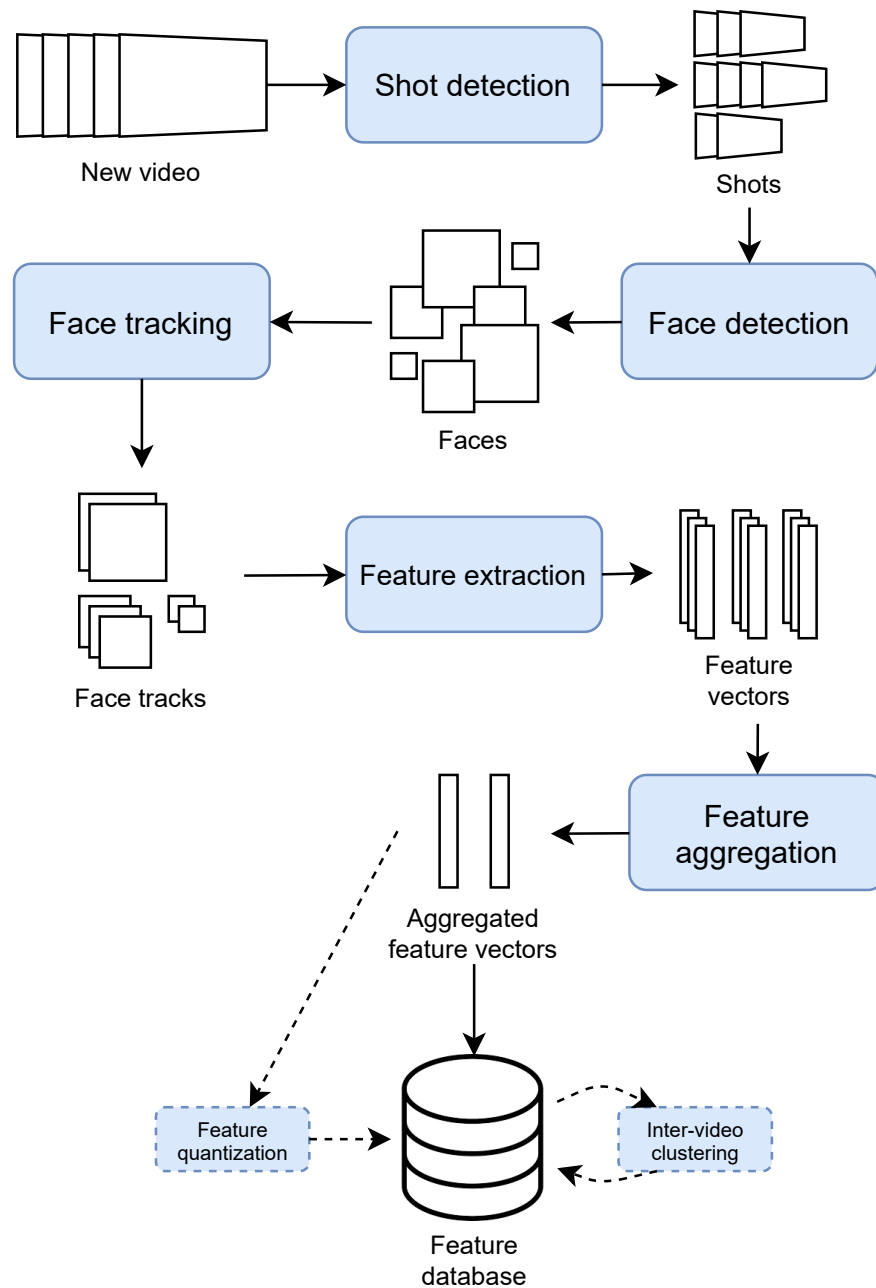 New video
Shot detection
Shots
Face tracking
Faces
Face detection
Face tracks
Feature extraction
Feature
vectors
Feature
aggregation
Aggregated
feature vectors
Feature
quantization
Inter-video
clustering
Feature
database